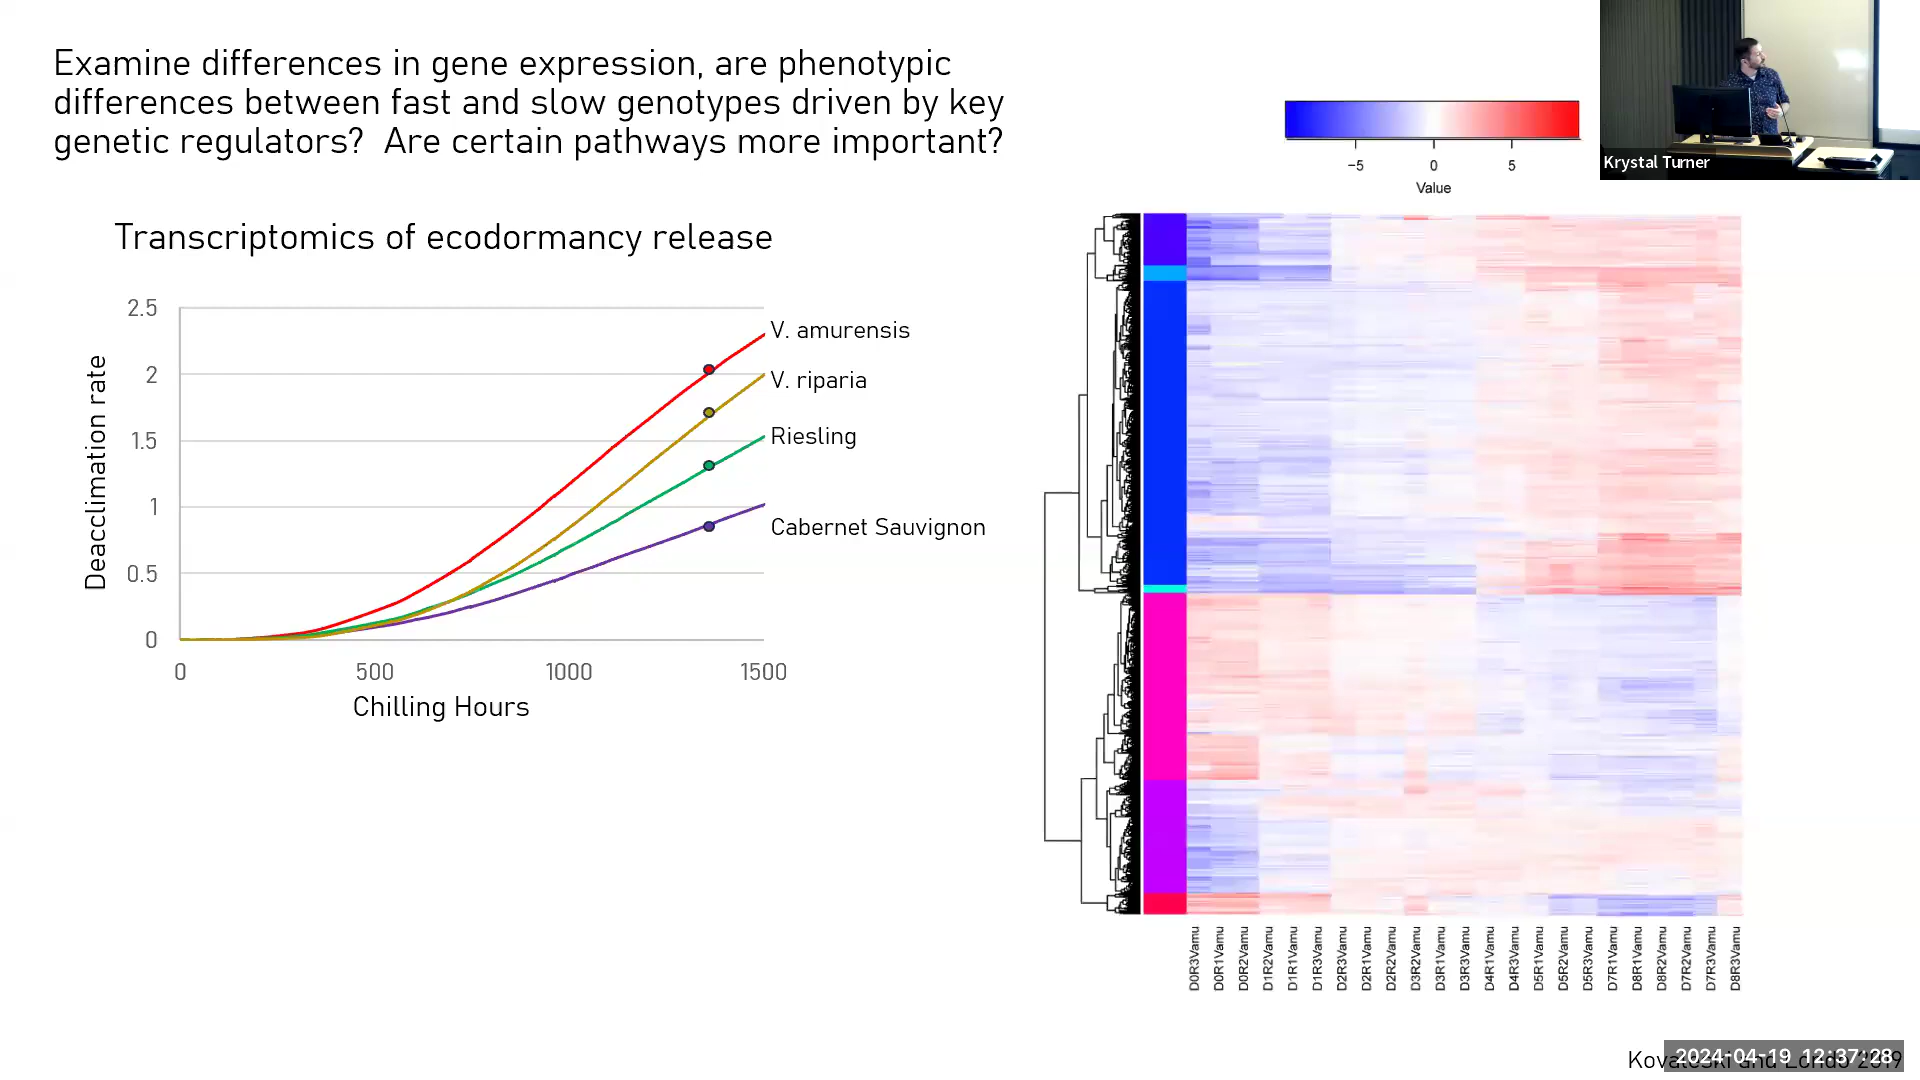 Examine differences in gene expression, are phenotypic
differences between fast and slow genotypes driven by key
genetic regulators? Are certain pathways more important?
Transcriptomics of ecodormancy release
2.5
2
1.5
1
0.5
0
Deacclimation rate
0 500 1000 1500
Chilling Hours
V. amurensis
V. riparia
Riesling
Cabernet Sauvignon
−5 0 5
Value
Krystal Turner
D0R3Vamu
D0R1Vamu
D0R2Vamu
D1R2Vamu
D1R1Vamu
D1R3Vamu
D2R3Vamu
D2R1Vamu
D2R2Vamu
D3R2Vamu
D3R1Vamu
D3R3Vamu
D4R1Vamu
D4R3Vamu
D5R1Vamu
D5R2Vamu
D5R3Vamu
D7R1Vamu
D8R1Vamu
D8R2Vamu
D7R2Vamu
D7R3Vamu
D8R3Vamu
Kovaleski and Londo 2019
2024-04-19 12:37:28